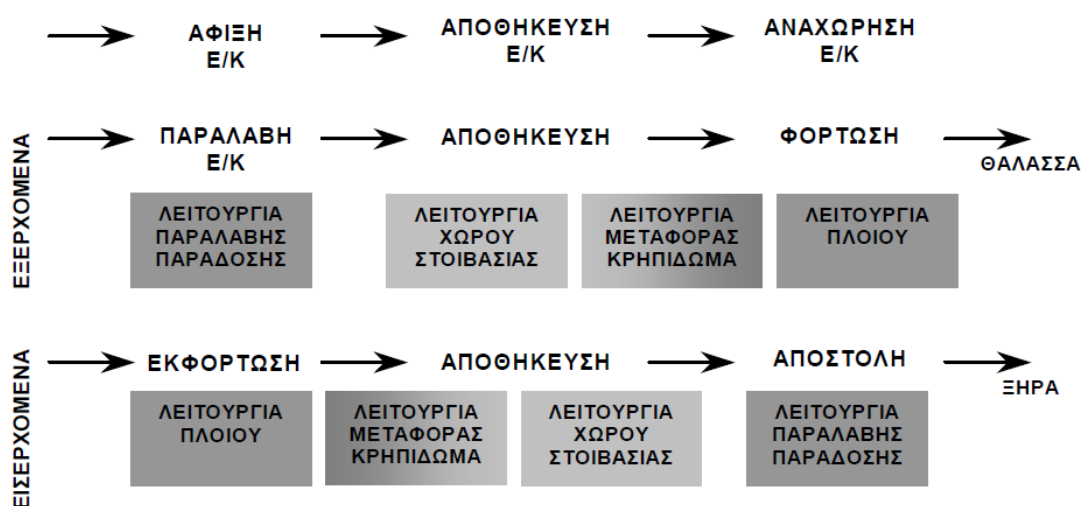 ΑΦΙΞΗ
Ε/Κ
ΑΠΟΘΗΚΕΥΣΗ
Ε/Κ
ΑΝΑΧΩΡΗΣΗ
Ε/Κ
ΕΞΕΡΧΟΜΕΝΑ
ΠΑΡΑΛΑΒΗ
Ε/Κ
ΑΠΟΘΗΚΕΥΣΗ
ΦΟΡΤΩΣΗ
ΘΑΛΑΣΣΑ
ΛΕΙΤΟΥΡΓΙΑ
ΠΑΡΑΛΑΒΗΣ
ΠΑΡΑΔΟΣΗΣ
ΛΕΙΤΟΥΡΓΙΑ
ΧΩΡΟΥ
ΣΤΟΙΒΑΣΙΑΣ
ΛΕΙΤΟΥΡΓΙΑ
ΜΕΤΑΦΟΡΑΣ
ΚΡΗΠΙΔΩΜΑ
ΛΕΙΤΟΥΡΓΙΑ
ΠΛΟΙΟΥ
ΕΙΣΕΡΧΟΜΕΝΑ
ΕΚΦΟΡΤΩΣΗ
ΑΠΟΘΗΚΕΥΣΗ
ΑΠΟΣΤΟΛΗ
ΞΗΡΑ
ΛΕΙΤΟΥΡΓΙΑ
ΠΛΟΙΟΥ
ΛΕΙΤΟΥΡΓΙΑ
ΜΕΤΑΦΟΡΑΣ
ΚΡΗΠΙΔΩΜΑ
ΛΕΙΤΟΥΡΓΙΑ
ΧΩΡΟΥ
ΣΤΟΙΒΑΣΙΑΣ
ΛΕΙΤΟΥΡΓΙΑ
ΠΑΡΑΛΑΒΗΣ
ΠΑΡΑΔΟΣΗΣ